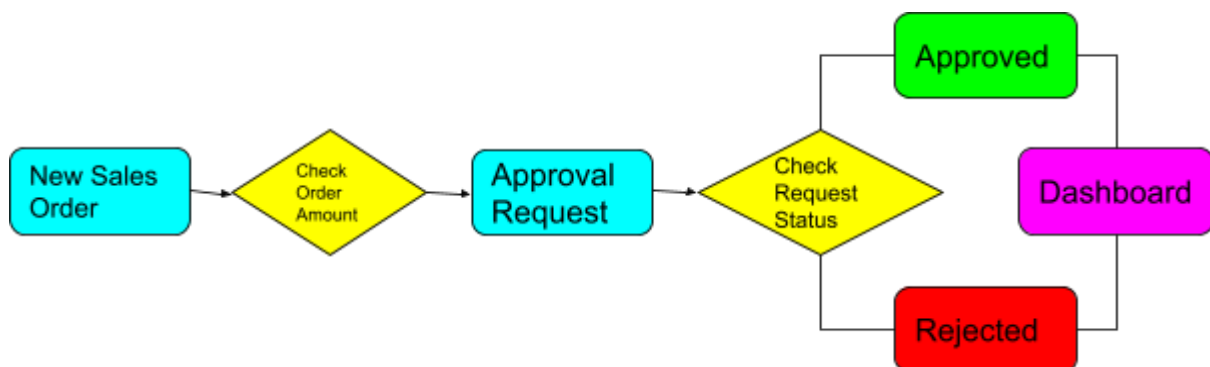 New Sales
Order
Check
Order
Amount
Approval
Request
Check
Request
Status
Approved
Dashboard
Rejected